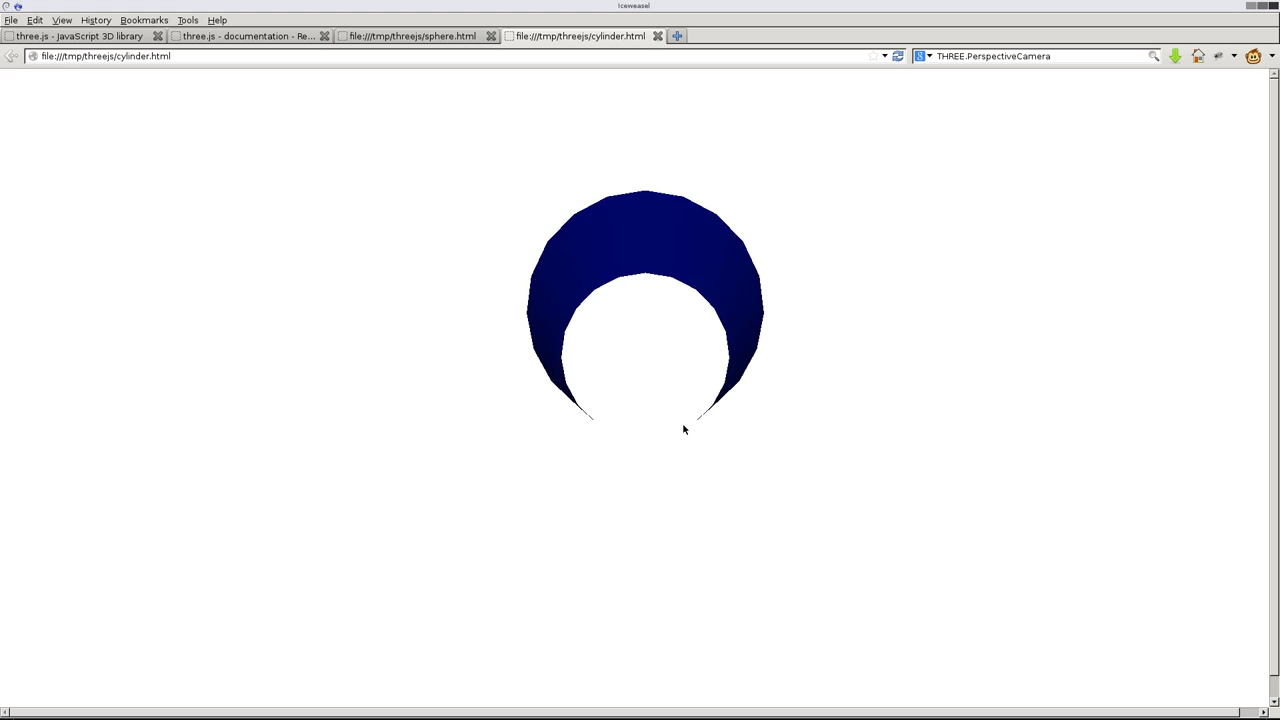 Iceweasel
File Edit View History Bookmarks Tools Help
three.js - JavaScript 3D library three.js - documentation - Re... file:///tmp/threejs/sphere.html file:///tmp/threejs/cylinder.html
file:///tmp/threejs/cylinder.html THREE.PerspectiveCamera